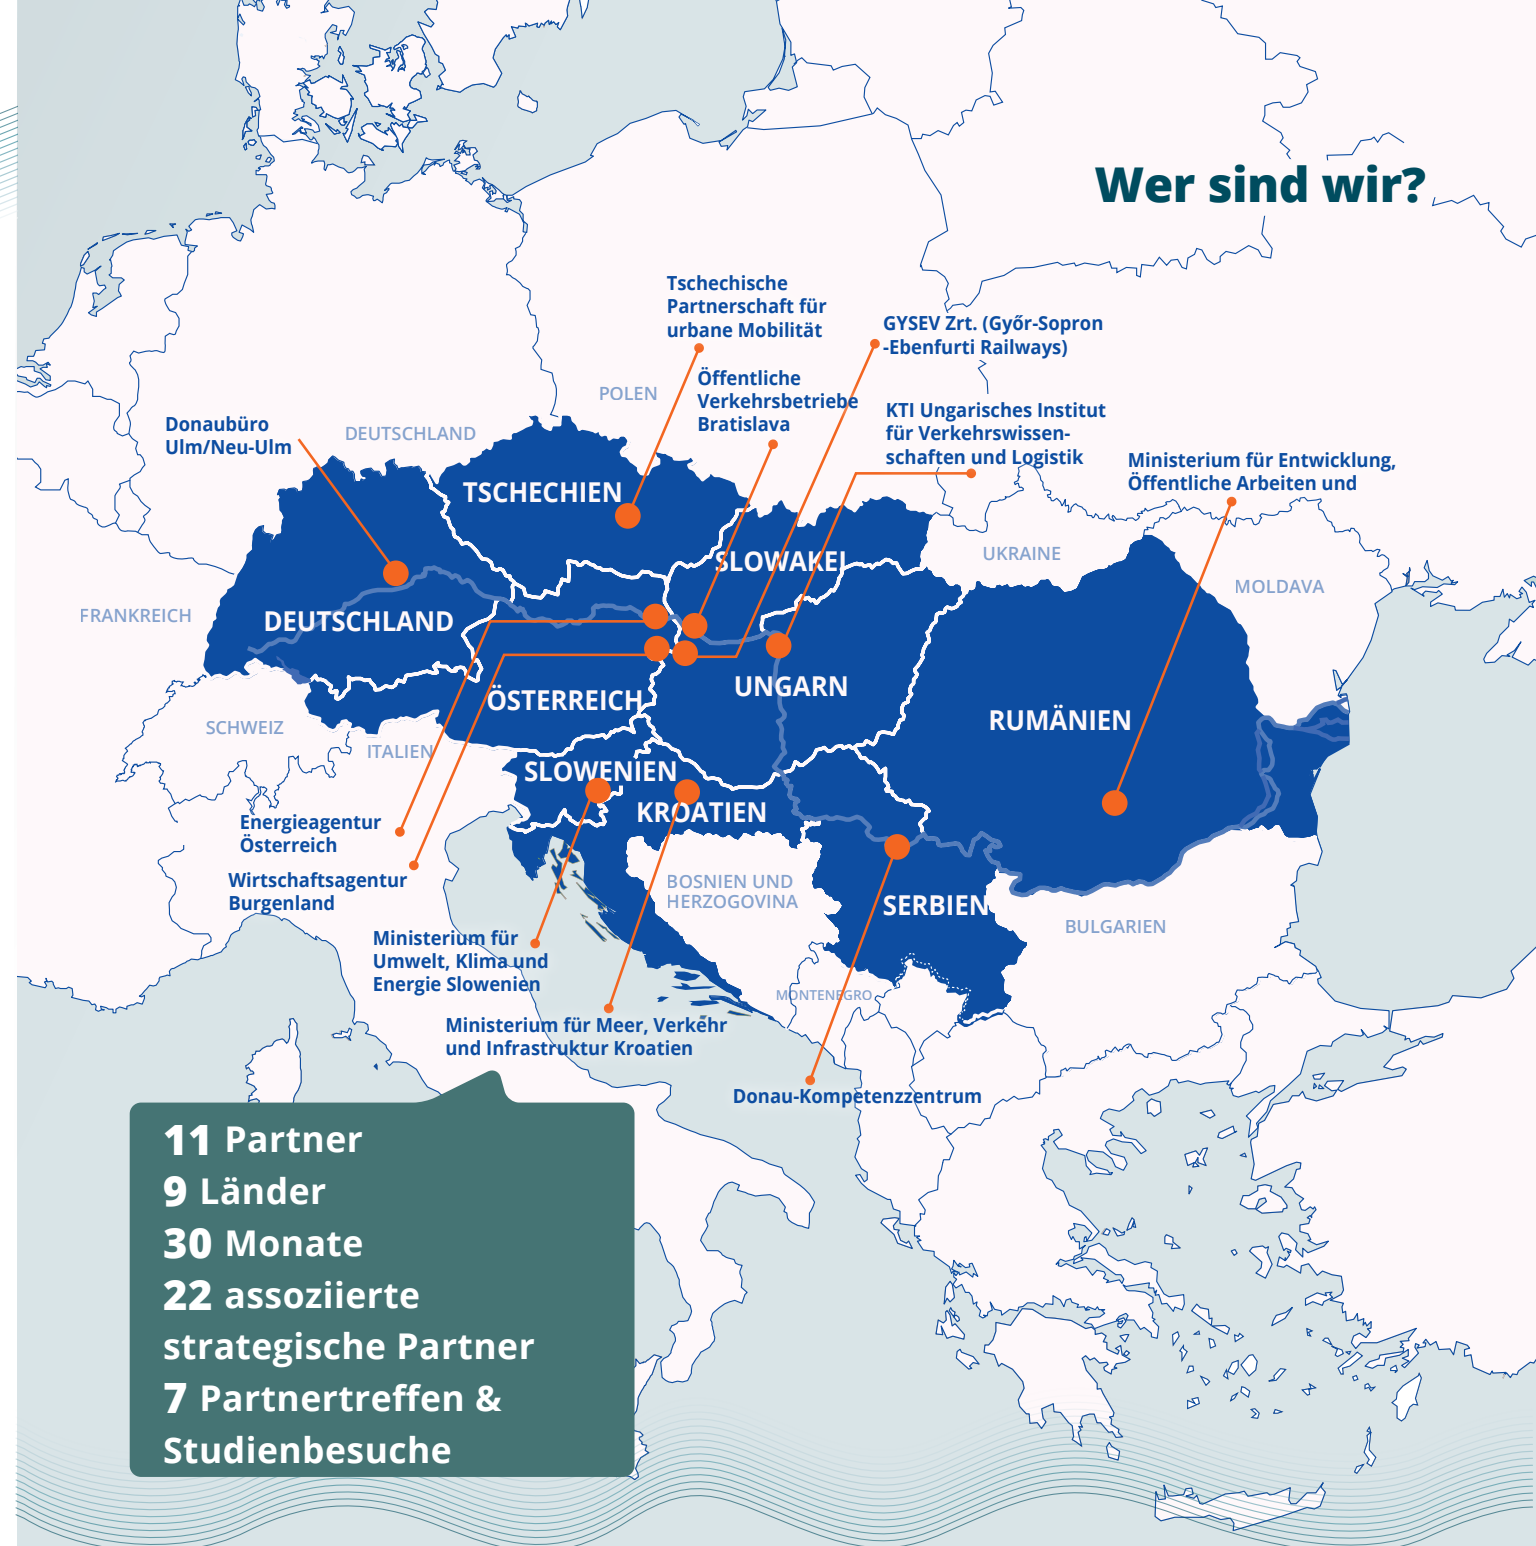 Wer sind wir?
Tschechische
Partnerschaft für
urbane Mobilität
GYSEV Zrt. (Győr-Sopron
-Ebenfurti Railways)
Öffentliche
Verkehrsbetriebe
Bratislava
KTI Ungarisches Institut
für Verkehrswissen-
schaften und Logistik
Ministerium für Entwicklung,
Öffentliche Arbeiten und
Donaubüro
Ulm/Neu-Ulm
POLEN
DEUTSCHLAND
TSCHECHIEN
SLOWAKEI
UKRAINE
MOLDAVA
FRANKREICH
DEUTSCHLAND
ÖSTERREICH
UNGARN
RUMÄNIEN
SCHWEIZ
ITALIEN
SLOWENIEN
KROATIEN
Energieagentur
Österreich
Wirtschaftsagentur
Burgenland
BOSNIEN UND
HERZOGOVINA
SERBIEN
BULGARIEN
Ministerium für
Umwelt, Klima und
Energie Slowenien
MONTENEGRO
Ministerium für Meer, Verkehr
und Infrastruktur Kroatien
Donau-Kompetenzzentrum
11 Partner
9 Länder
30 Monate
22 assoziierte
strategische Partner
7 Partnertreffen &
Studienbesuche